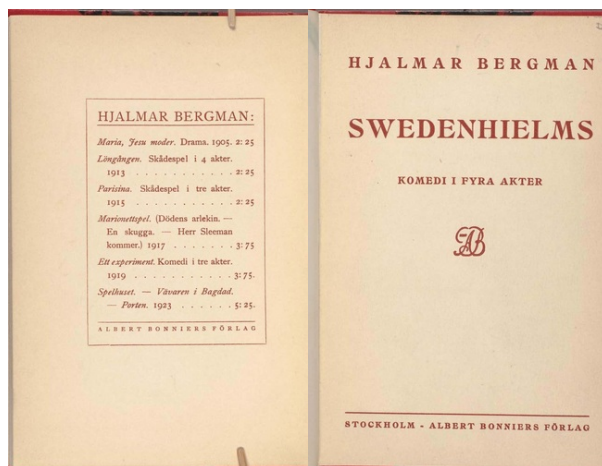 HJALMAR BERGMAN:
Maria, Jesu moder. Drama. 1905. 2: 25
Löngången. Skådespel i 4 akter.
1913 . . . . . . . . . . . 2: 25
Parisina. Skådespel i tre akter.
1915 . . . . . . . . . . . 2: 25
Marionettspel. (Dödens arlekin. —
En skugga. — Herr Sleeman
kommer.) 1917 . . . . . . . 3: 75
Ett experiment. Komedi i tre akter.
1919 . . . . . . . . . . . 3: 75.
Spelhuset. — Vävaren i Bagdad.
— Porten. 1923 . . . . . . 5: 25.
ALBERT BONNIERS FÖRLAG
HJALMAR BERGMAN
SWEDENHIELMS
KOMEDI I FYRA AKTER
AB
STOCKHOLM - ALBERT BONNIERS FÖRLAG